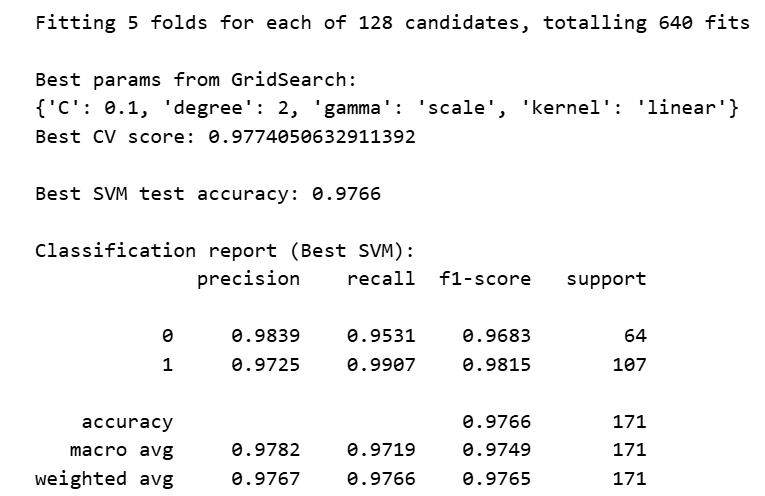 Fitting 5 folds for each of 128 candidates, totalling 640 fits
Best params from GridSearch:
{'C': 0.1, 'degree': 2, 'gamma': 'scale', 'kernel': 'linear'}
Best CV score: 0.9774050632911392
Best SVM test accuracy: 0.9766
Classification report (Best SVM):
precision recall f1-score support
0 0.9839 0.9531 0.9683 64
1 0.9725 0.9907 0.9815 107
accuracy 0.9766 171
macro avg 0.9782 0.9719 0.9749 171
weighted avg 0.9767 0.9766 0.9765 171